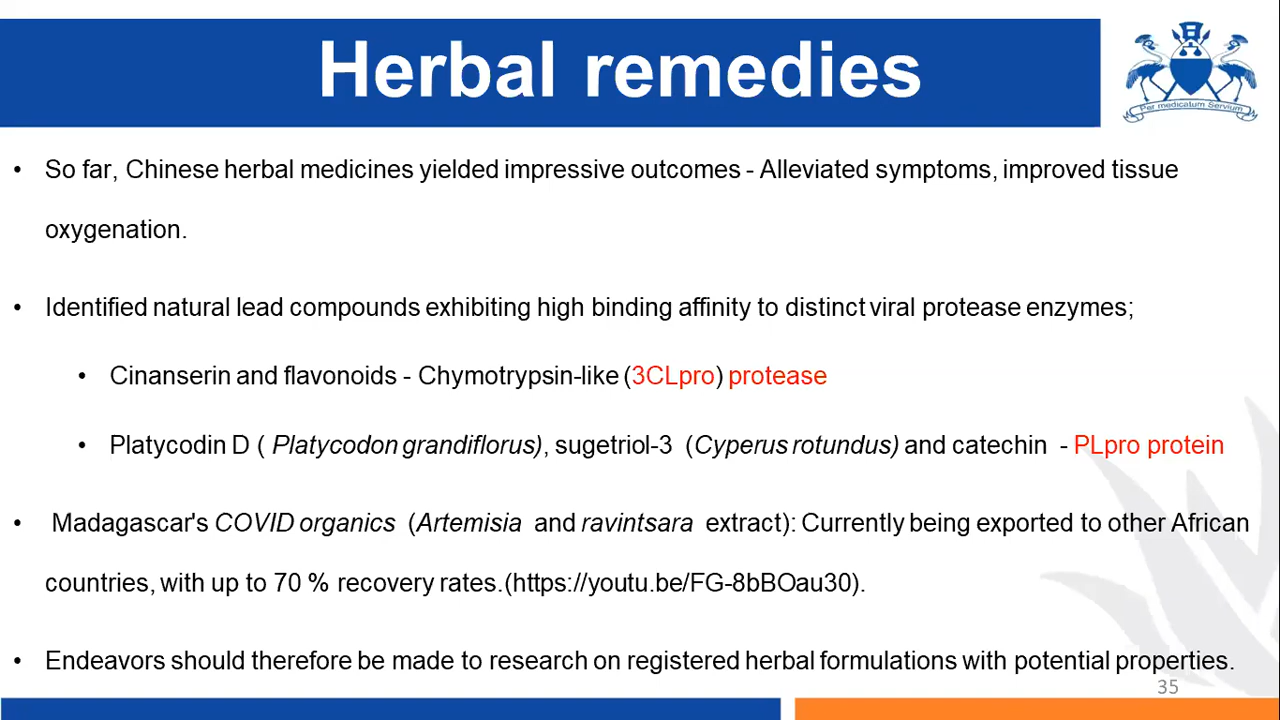 Herbal remedies
Per medicatum Servium
• So far, Chinese herbal medicines yielded impressive outcomes - Alleviated symptoms, improved tissue
oxygenation.
• Identified natural lead compounds exhibiting high binding affinity to distinct viral protease enzymes;
• Cinanserin and flavonoids - Chymotrypsin-like (3CLpro) protease
• Platycodin D ( Platycodon grandiflorus), sugetriol-3 (Cyperus rotundus) and catechin - PLpro protein
• Madagascar's COVID organics (Artemisia and ravintsara extract): Currently being exported to other African
countries, with up to 70 % recovery rates.(https://youtu.be/FG-8bBOau30).
• Endeavors should therefore be made to research on registered herbal formulations with potential properties.
35